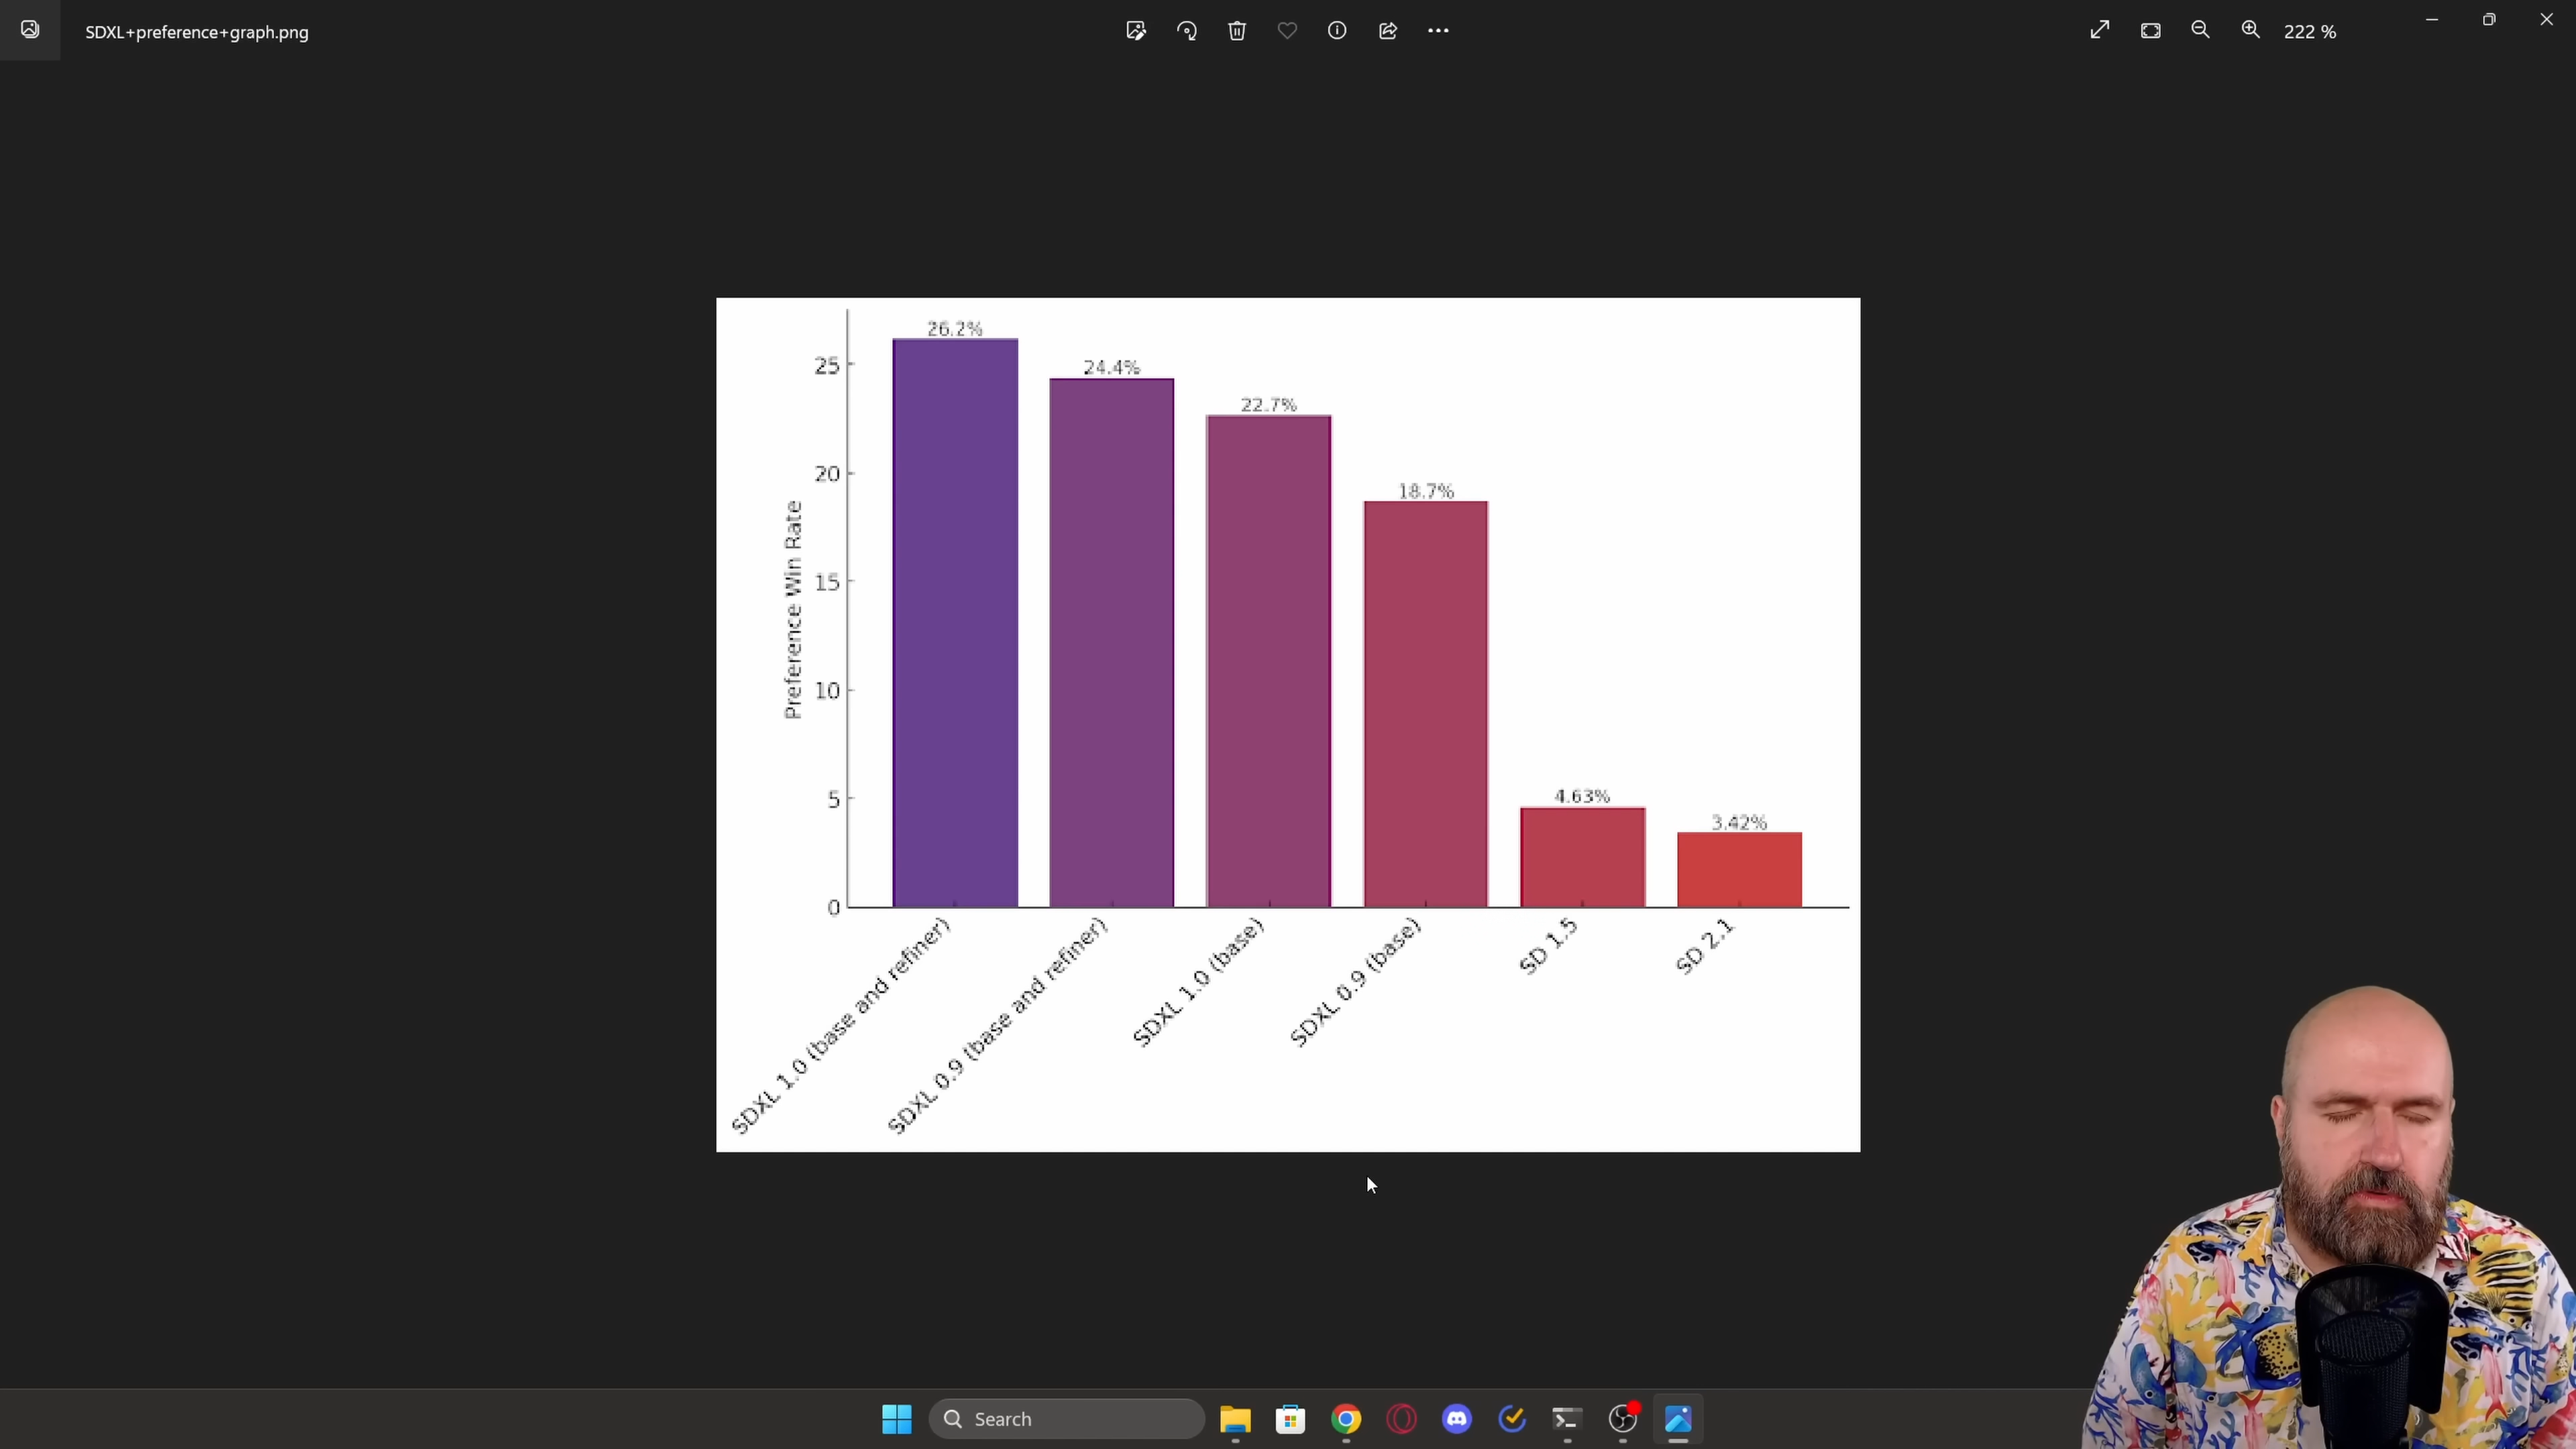 SDXL+preference+graph.png
222 %
26.2%
24.4%
22.7%
18.7%
4.63%
3.42%
25
20
15
10
5
0
Preference Win Rate
SDXL 1.0 (base and refiner)
SDXL 0.9 (base and refiner)
SDXL 1.0 (base)
SDXL 0.9 (base)
SD 1.5
SD 2.1
Search